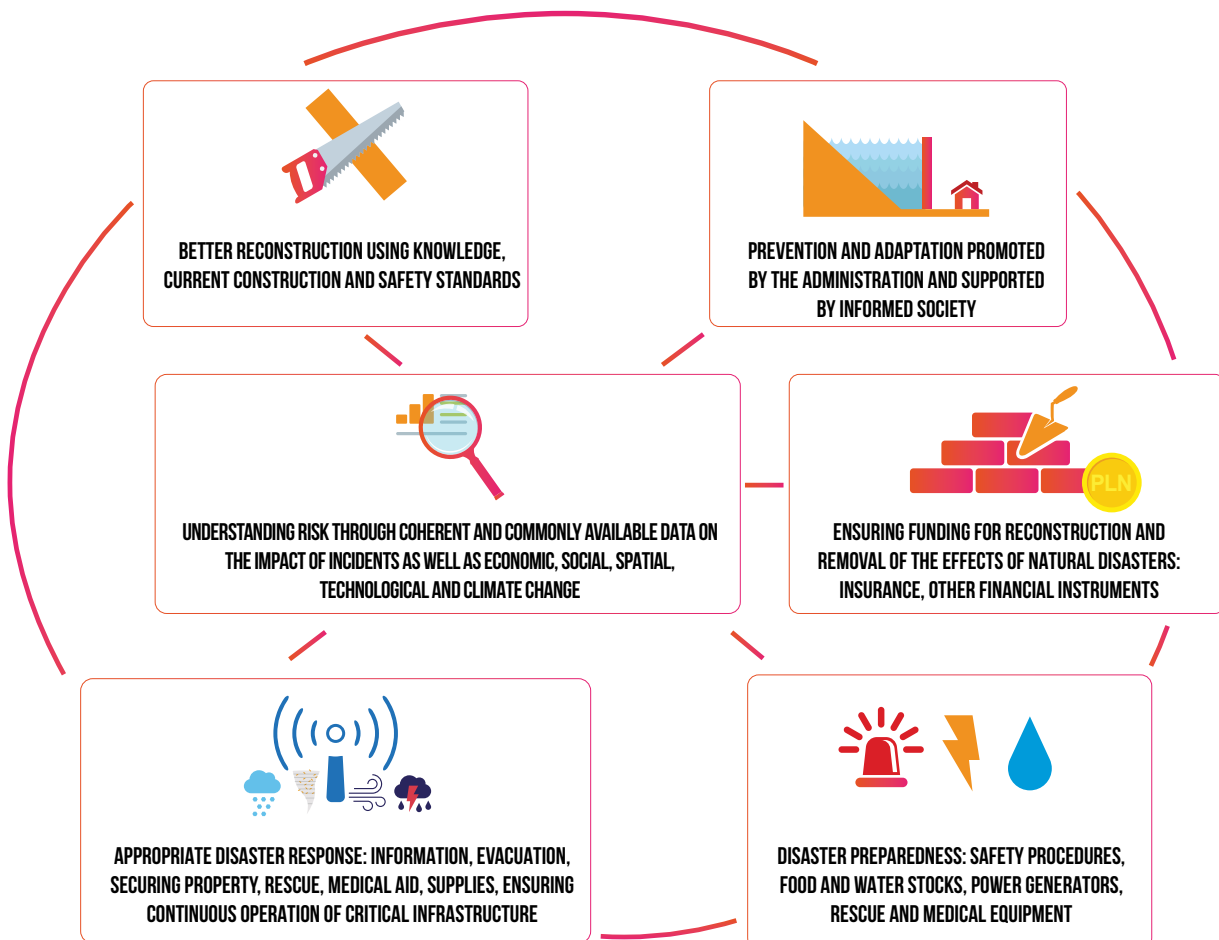 BETTER RECONSTRUCTION USING KNOWLEDGE,
CURRENT CONSTRUCTION AND SAFETY STANDARDS
PREVENTION AND ADAPTATION PROMOTED
BY THE ADMINISTRATION AND SUPPORTED
BY INFORMED SOCIETY
UNDERSTANDING RISK THROUGH COHERENT AND COMMONLY AVAILABLE DATA ON
THE IMPACT OF INCIDENTS AS WELL AS ECONOMIC, SOCIAL, SPATIAL,
TECHNOLOGICAL AND CLIMATE CHANGE
PLN
ENSURING FUNDING FOR RECONSTRUCTION AND
REMOVAL OF THE EFFECTS OF NATURAL DISASTERS:
INSURANCE, OTHER FINANCIAL INSTRUMENTS
APPROPRIATE DISASTER RESPONSE: INFORMATION, EVACUATION,
SECURING PROPERTY, RESCUE, MEDICAL AID, SUPPLIES, ENSURING
CONTINUOUS OPERATION OF CRITICAL INFRASTRUCTURE
DISASTER PREPAREDNESS: SAFETY PROCEDURES,
FOOD AND WATER STOCKS, POWER GENERATORS,
RESCUE AND MEDICAL EQUIPMENT